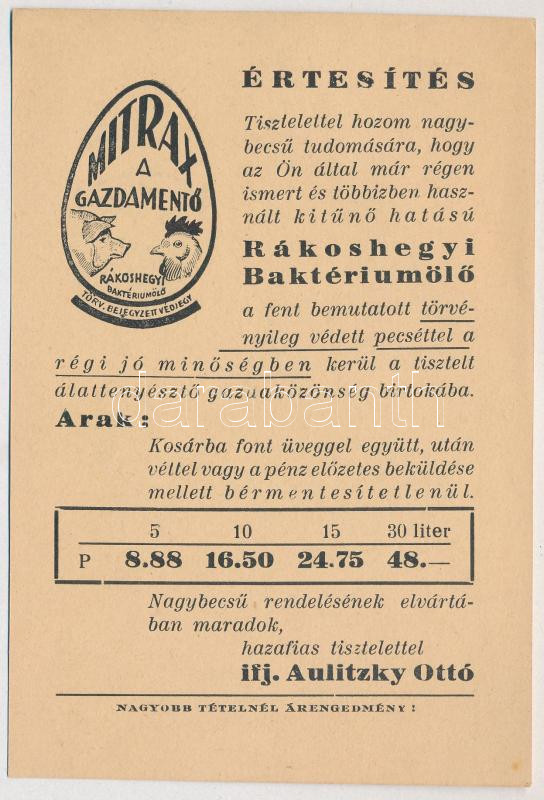 MITRAX
A
GAZDAMENTŐ
RÁKOSHEGYI
BAKTÉRIUMÖLŐ
TÖRV. BEJEGYZETT VÉDJEGY
ÉRTESÍTÉS
Tisztelettel hozom nagy-
becsű tudomására, hogy
az Ön által már régen
ismert és többizben hasz-
nált kitűnő hatású
Rákoshegyi
Baktériumölő
a fent bemutatott törvé-
nyileg védett pecséttel a
régi jó minőségben kerül a tisztelt
álattenyésztő gazdaközönség birtokába.
Arak:
Kosárba font üveggel együtt, után
véttel vagy a pénz előzetes beküldése
mellett bérmentesítetlenül.
5 10 15 30 liter
P 8.88 16.50 24.75 48.—
Nagybecsű rendelésének elvártá-
ban maradok,
hazafias tisztelettel
ifj. Aulitzky Ottó
NAGYOBB TÉTELNÉL ÁRENGEDMÉNY!
darabanth